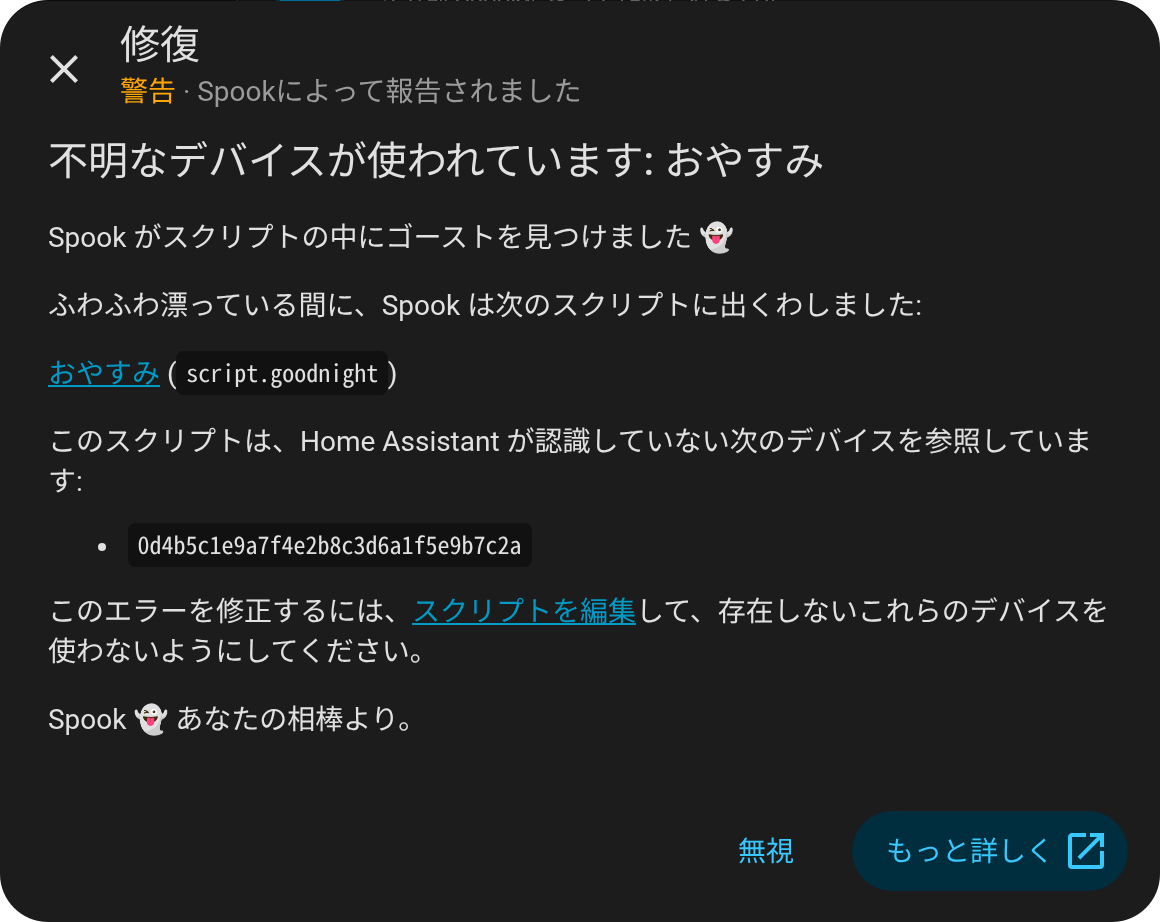 修復
警告 · Spookによって報告されました
不明なデバイスが使われています: おやすみ
Spook がスクリプトの中にゴーストを見つけました 👻
ふわふわ漂っている間に、Spook は次のスクリプトに出くわしました:
おやすみ (script.goodnight)
このスクリプトは、Home Assistant が認識していない次のデバイスを参照していま
す:
• 0d4b5c1e9a7f4e2b8c3d6a1f5e9b7c2a
このエラーを修正するには、スクリプトを編集して、存在しないこれらのデバイスを
使わないようにしてください。
Spook 👻 あなたの相棒より。
無視
もっと詳しく